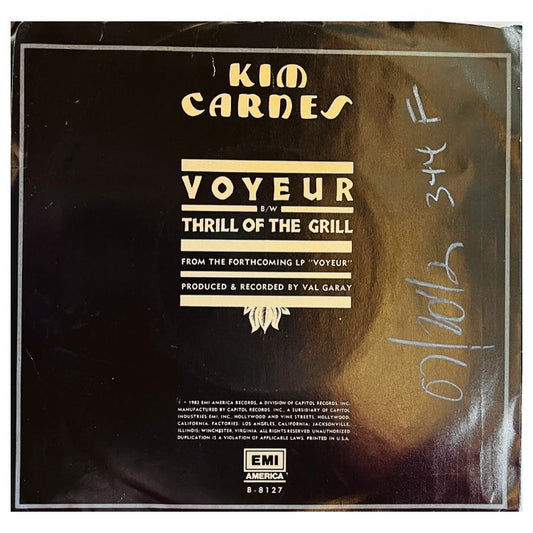 KIM
CARNES
VOYEUR
B/W
THRILL OF THE GRILL
FROM THE FORTHCOMING LP "VOYEUR"
PRODUCED & RECORDED BY VAL GARAY
℗ • 1982 EMI AMERICA RECORDS, A DIVISION OF CAPITOL RECORDS, INC.
MANUFACTURED BY CAPITOL RECORDS, INC., A SUBSIDIARY OF CAPITOL
INDUSTRIES EMI, INC., HOLLYWOOD AND VINE STREETS, HOLLYWOOD,
CALIFORNIA. FACTORIES: LOS ANGELES, CALIFORNIA; JACKSONVILLE,
ILLINOIS; WINCHESTER, VIRGINIA. ALL RIGHTS RESERVED. UNAUTHORIZED
DUPLICATION IS A VIOLATION OF APPLICABLE LAWS. PRINTED IN U.S.A.
EMI
AMERICA
B-8127
344 F